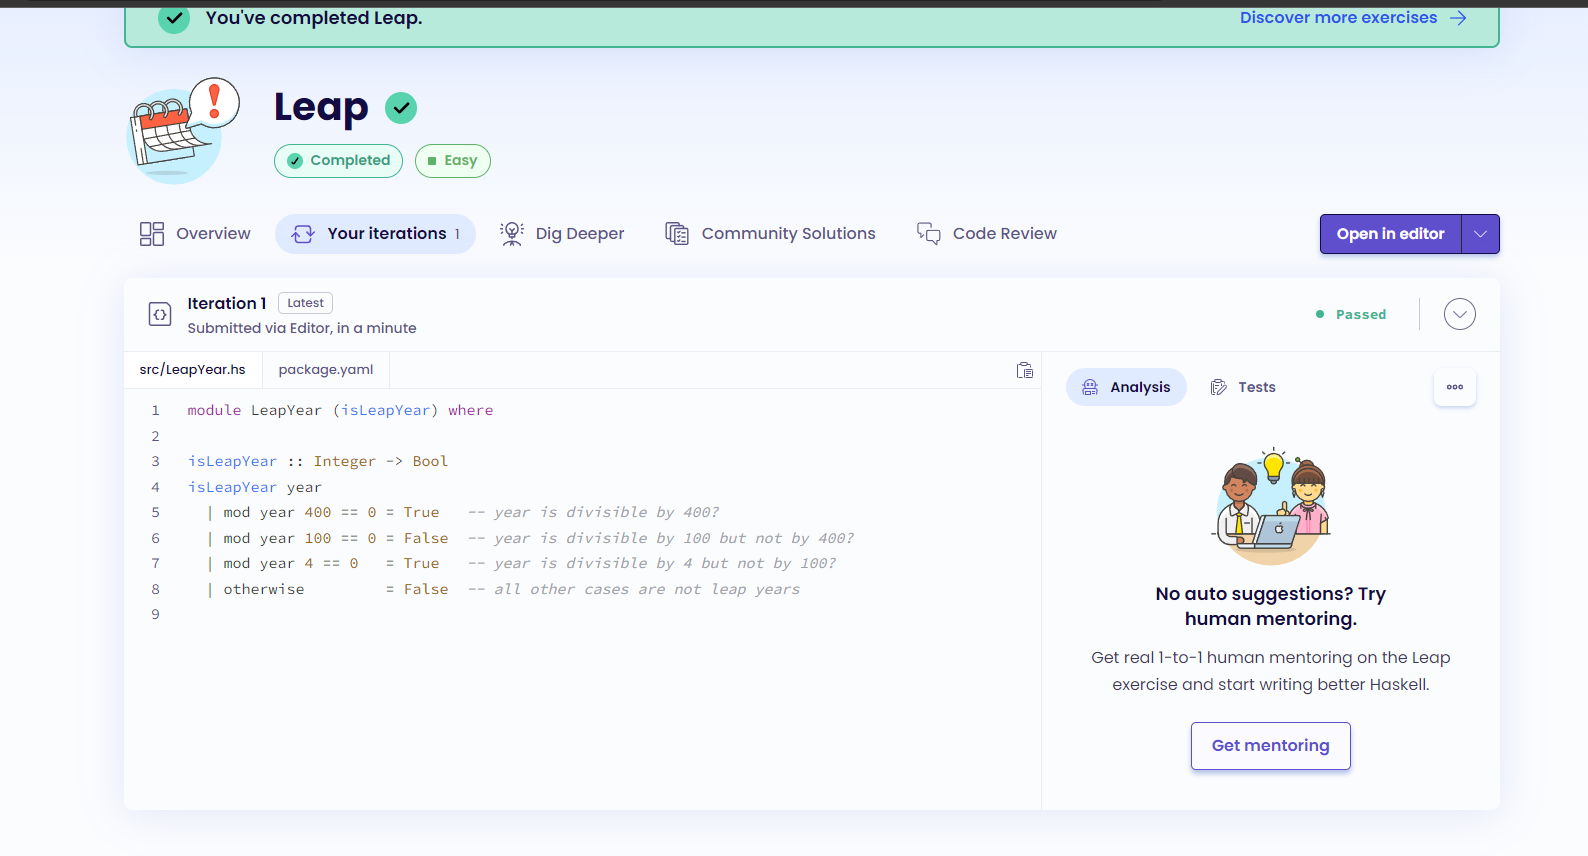 You've completed Leap.
Discover more exercises
Leap
Completed
Easy
Overview
Your iterations 1
Dig Deeper
Community Solutions
Code Review
Open in editor
Iteration 1
Latest
Submitted via Editor, in a minute
Passed
src/LeapYear.hs
package.yaml
Analysis
Tests
1 module LeapYear (isLeapYear) where
2
3 isLeapYear :: Integer -> Bool
4 isLeapYear year
5   | mod year 400 == 0 = True   -- year is divisible by 400?
6   | mod year 100 == 0 = False  -- year is divisible by 100 but not by 400?
7   | mod year 4 == 0   = True   -- year is divisible by 4 but not by 100?
8   | otherwise         = False  -- all other cases are not leap years
9
No auto suggestions? Try
human mentoring.
Get real 1-to-1 human mentoring on the Leap
exercise and start writing better Haskell.
Get mentoring